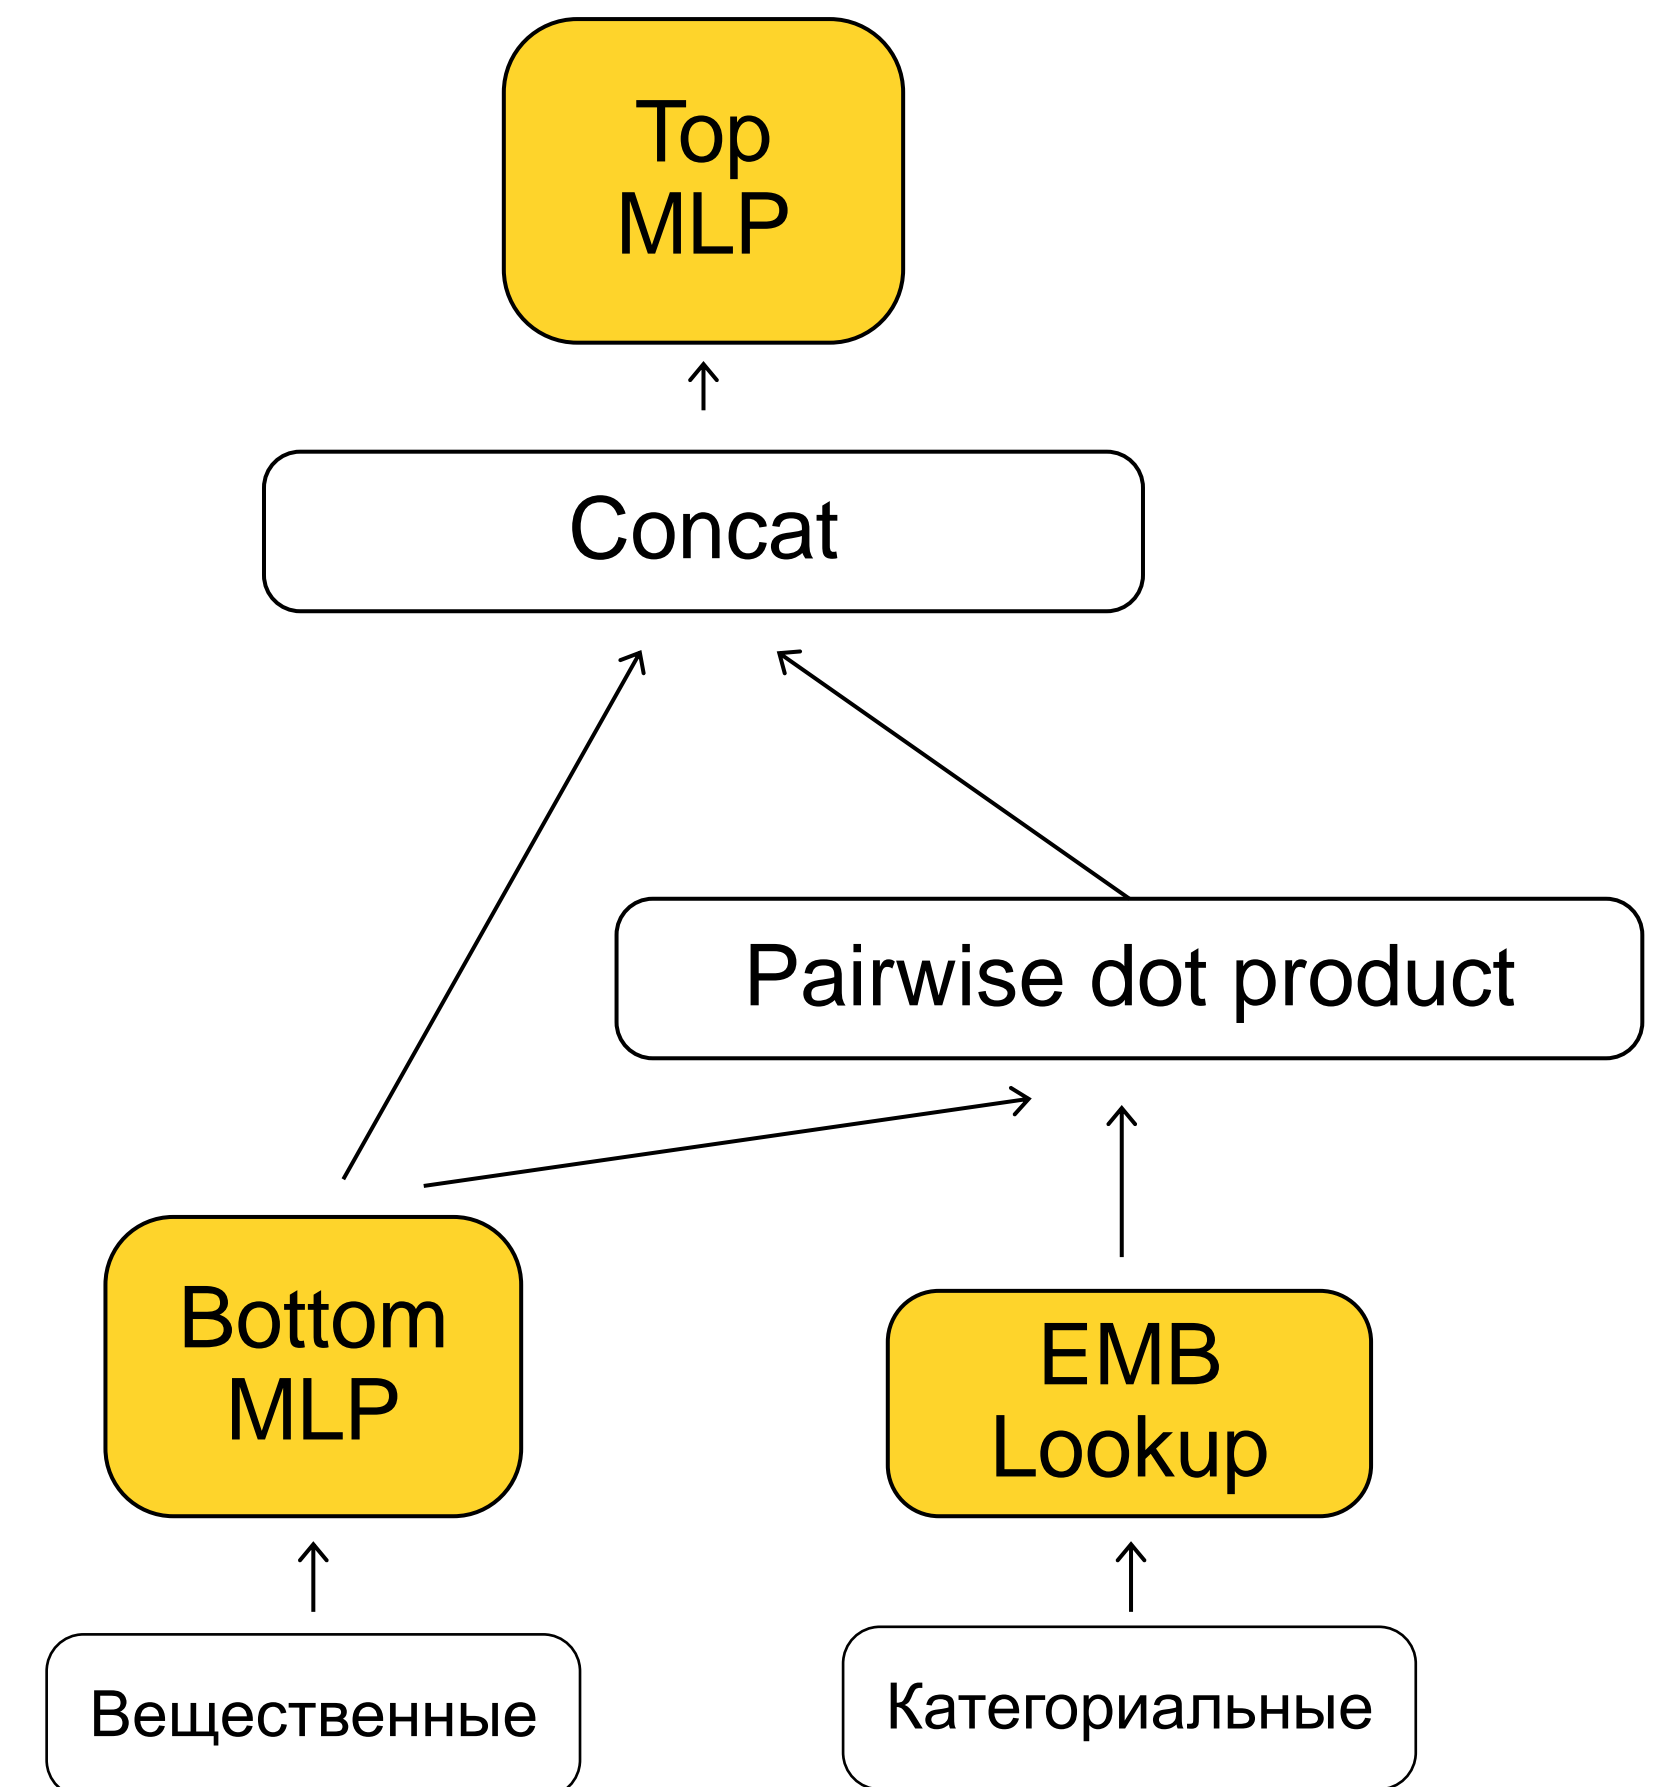 Top
MLP
Concat
Pairwise dot product
Bottom
MLP
EMB
Lookup
Вещественные
Категориальные